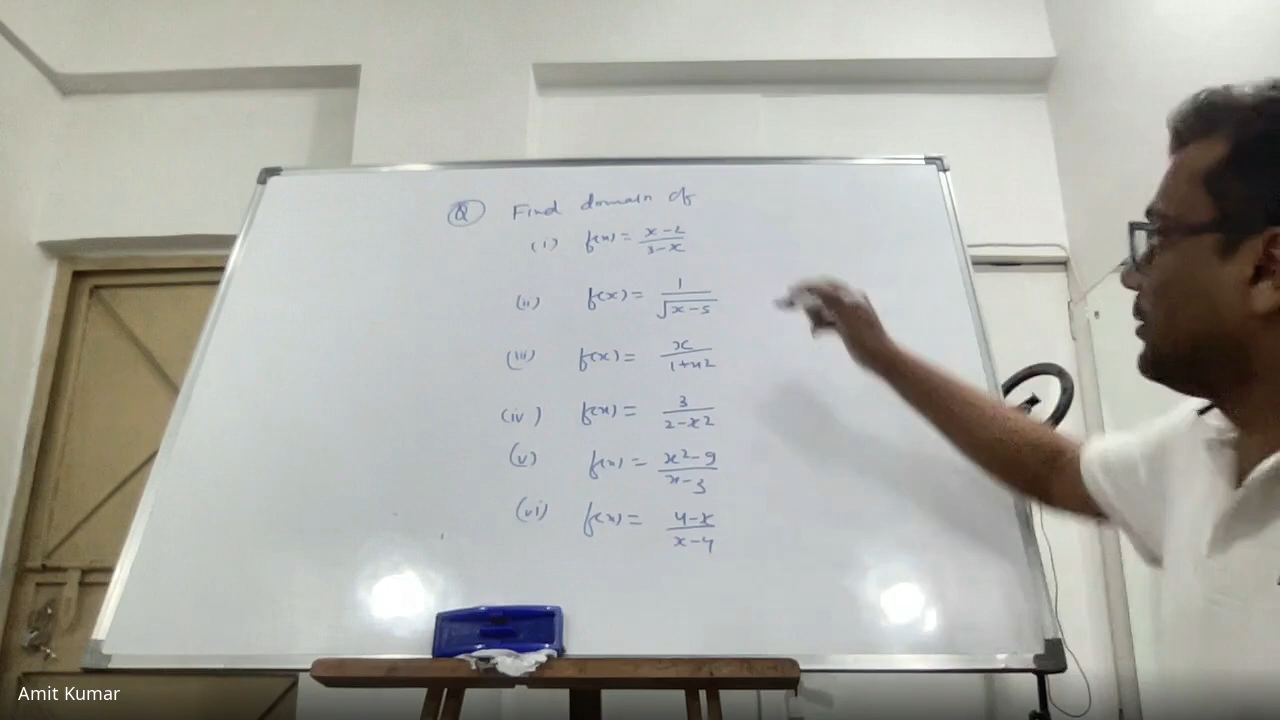 Q Find domain of
(i) f(x) = x-2 / 3-x
(ii) f(x) = 1 / √x-5
(iii) f(x) = x / 1+x2
(iv) f(x) = 3 / 2-x2
(v) f(x) = x2-9 / x-3
(vi) f(x) = 4-x / x-4
Amit Kumar